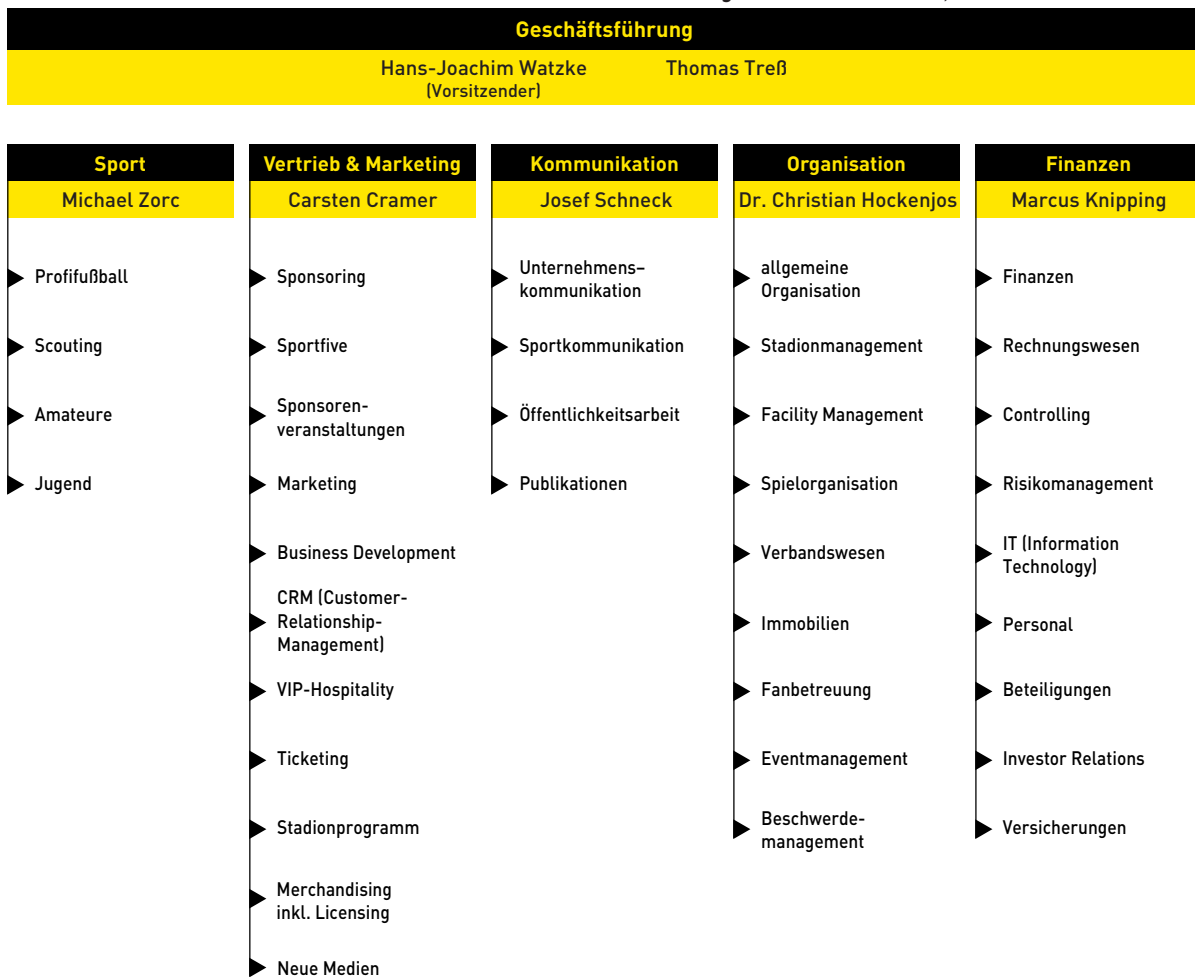 Geschäftsführung
Hans-Joachim Watzke Thomas Treß
(Vorsitzender)
Sport
Michael Zorc
Profifußball
Scouting
Amateure
Jugend
Vertrieb & Marketing
Carsten Cramer
Sponsoring
Sportfive
Sponsoren-
veranstaltungen
Marketing
Business Development
CRM (Customer-
Relationship-
Management)
VIP-Hospitality
Ticketing
Stadionprogramm
Merchandising
inkl. Licensing
Neue Medien
Kommunikation
Josef Schneck
Unternehmens–
kommunikation
Sportkommunikation
Öffentlichkeitsarbeit
Publikationen
Organisation
Dr. Christian Hockenjos
allgemeine
Organisation
Stadionmanagement
Facility Management
Spielorganisation
Verbandswesen
Immobilien
Fanbetreuung
Eventmanagement
Beschwerde-
management
Finanzen
Marcus Knipping
Finanzen
Rechnungswesen
Controlling
Risikomanagement
IT (Information
Technology)
Personal
Beteiligungen
Investor Relations
Versicherungen